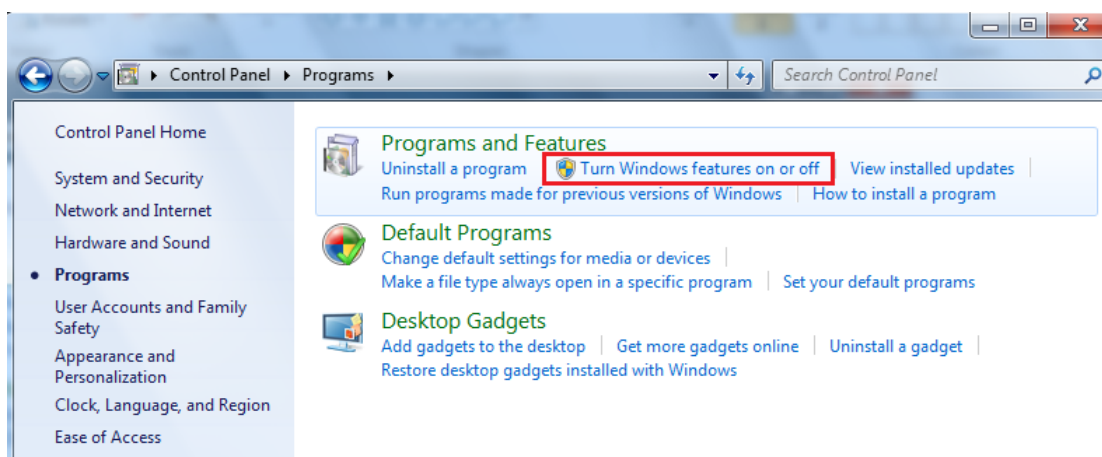 Control Panel Programs
Search Control Panel
Control Panel Home
System and Security
Network and Internet
Hardware and Sound
Programs
User Accounts and Family
Safety
Appearance and
Personalization
Clock, Language, and Region
Ease of Access
Programs and Features
Uninstall a program Turn Windows features on or off View installed updates
Run programs made for previous versions of Windows How to install a program
Default Programs
Change default settings for media or devices
Make a file type always open in a specific program Set your default programs
Desktop Gadgets
Add gadgets to the desktop Get more gadgets online Uninstall a gadget
Restore desktop gadgets installed with Windows